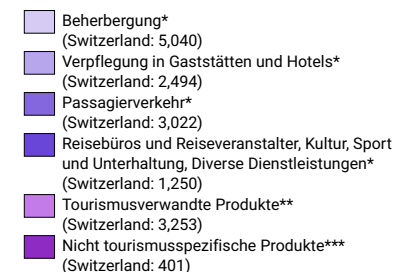 Beherbergung*
(Switzerland: 5,040)
Verpflegung in Gaststätten und Hotels*
(Switzerland: 2,494)
Passagierverkehr*
(Switzerland: 3,022)
Reisebüros und Reiseveranstalter, Kultur, Sport
und Unterhaltung, Diverse Dienstleistungen*
(Switzerland: 1,250)
Tourismusverwandte Produkte**
(Switzerland: 3,253)
Nicht tourismusspezifische Produkte***
(Switzerland: 401)